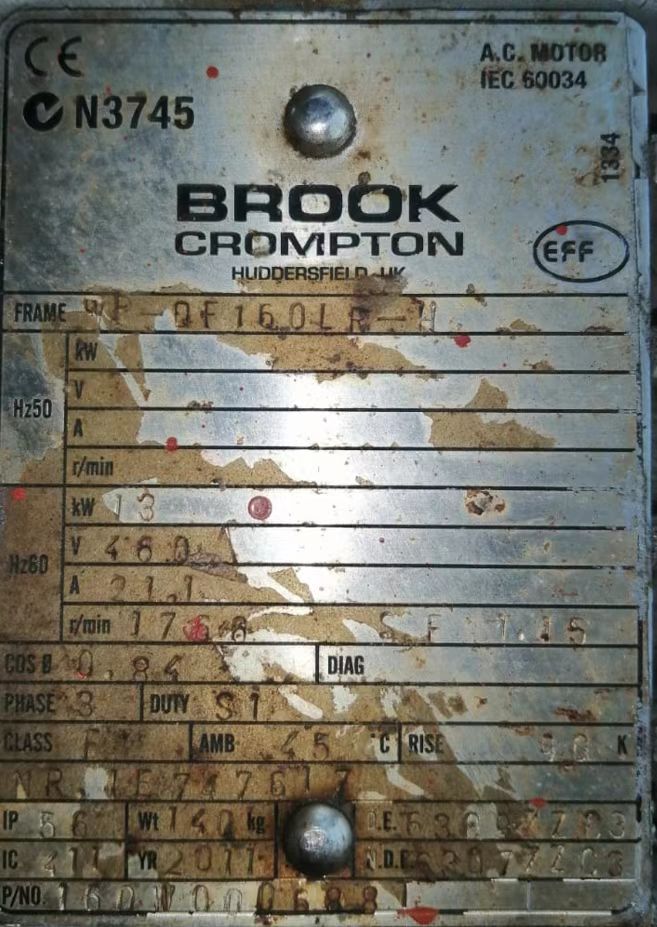 CE
A.C. MOTOR
IEC 60034
N3745
1334
BROOK
CROMPTON
HUDDERSFIELD UK
EFF
FRAME
Hz50
kW
V
A
r/min
Hz60
kW 13
V 460
A 21.1
r/min S F 1.15
COS Ø 0.84 DIAG
PHASE 3 DUTY S1
CLASS F AMB 45 °C RISE K
NR.
IP 56 Wt 140 kg D.E.
IC 411 YR 2011 N.D.E
P/NO.